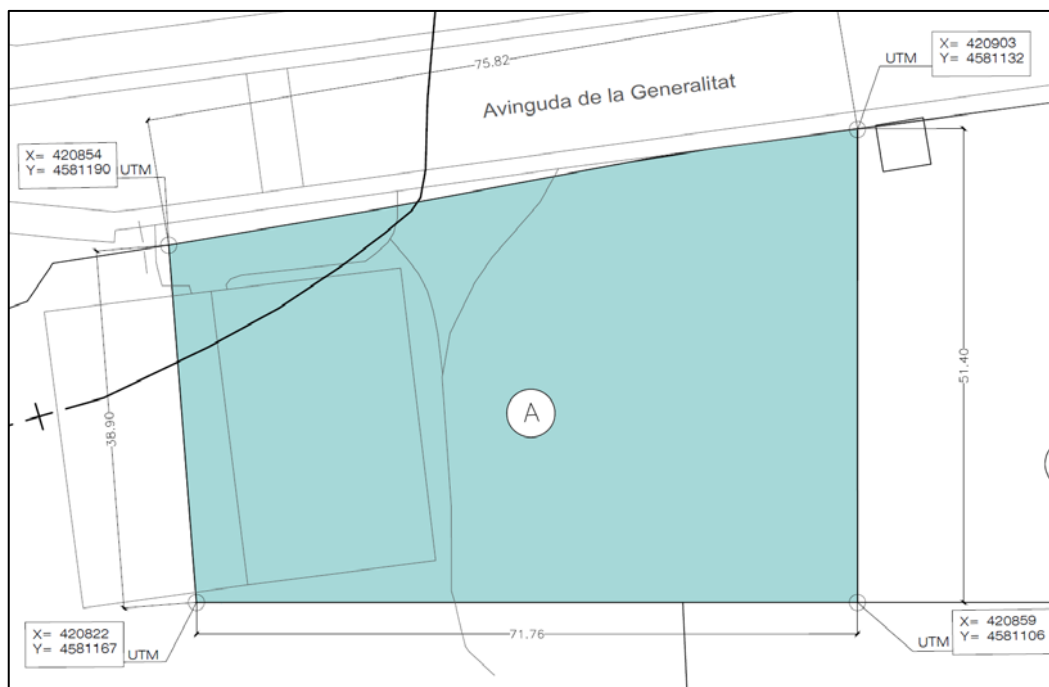 X= 420903
Y= 4581132
UTM
75.82
Avinguda de la Generalitat
X= 420854
Y= 4581190
UTM
A
38.90
51.40
X= 420822
Y= 4581167
UTM
71.76
X= 420859
Y= 4581106
UTM